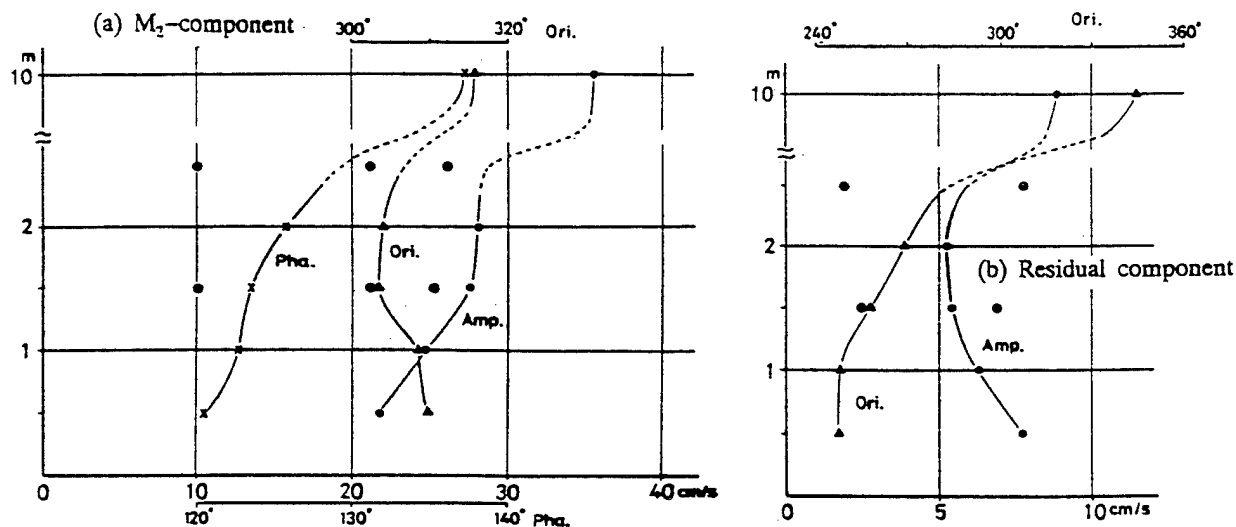 (a) M₂-component
300° 320° Ori.
m
10
≈ ≈
2
Pha.
Ori.
Amp.
1
0 10 20 30 40 cm/s
120° 130° 140° Pha.
240° 300° Ori. 360°
m
10
≈ ≈
2
(b) Residual component
Amp.
1
Ori.
0 5 10 cm/s